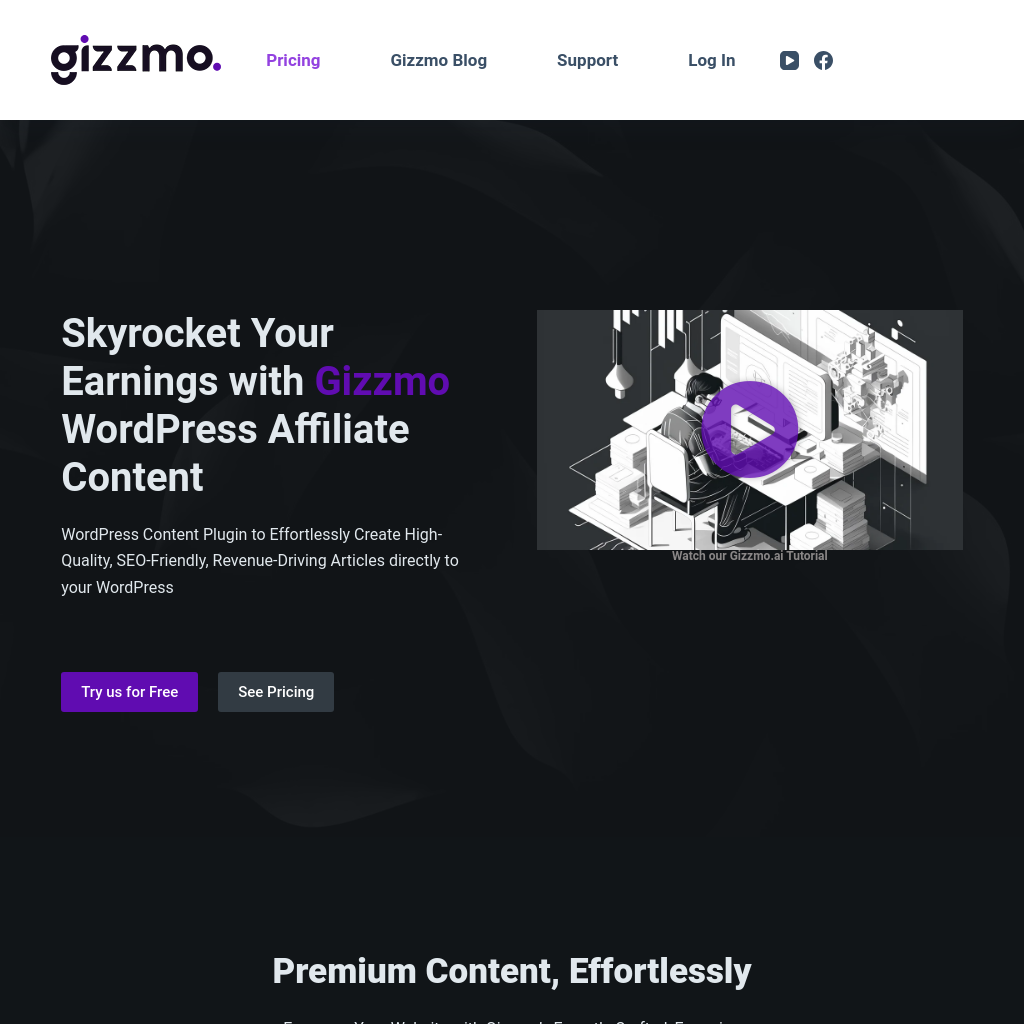 gizzmo.
Pricing
Gizzmo Blog
Support
Log In
Skyrocket Your
Earnings with Gizzmo
WordPress Affiliate
Content
WordPress Content Plugin to Effortlessly Create High-
Quality, SEO-Friendly, Revenue-Driving Articles directly to
your WordPress
Watch our Gizzmo.ai Tutorial
Try us for Free
See Pricing
Premium Content, Effortlessly